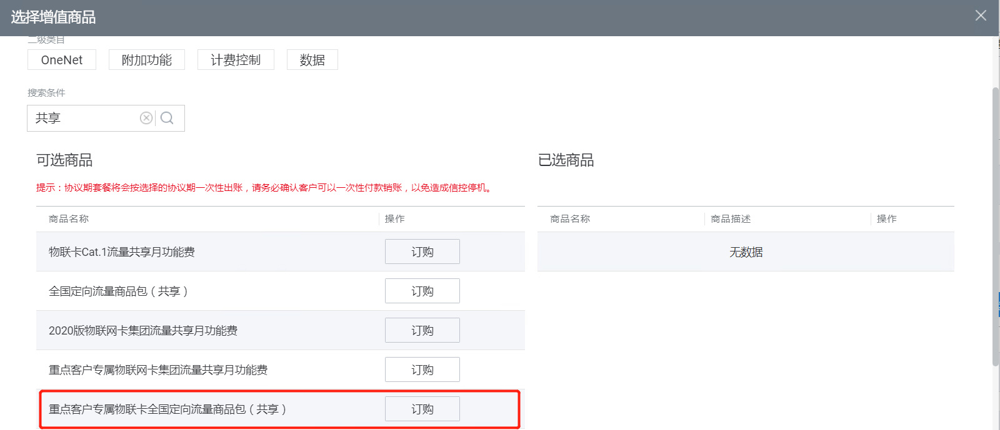 选择增值商品
二级类目
OneNet 附加功能 计费控制 数据
搜索条件
共享
可选商品
提示：协议期套餐将会按选择的协议期一次性出账，请务必确认客户可以一次性付款销账，以免造成信控停机。
商品名称 操作
物联卡Cat.1流量共享月功能费 订购
全国定向流量商品包（共享） 订购
2020版物联网卡集团流量共享月功能费 订购
重点客户专属物联网卡集团流量共享月功能费 订购
重点客户专属物联卡全国定向流量商品包（共享） 订购
已选商品
商品名称 商品描述 操作
无数据